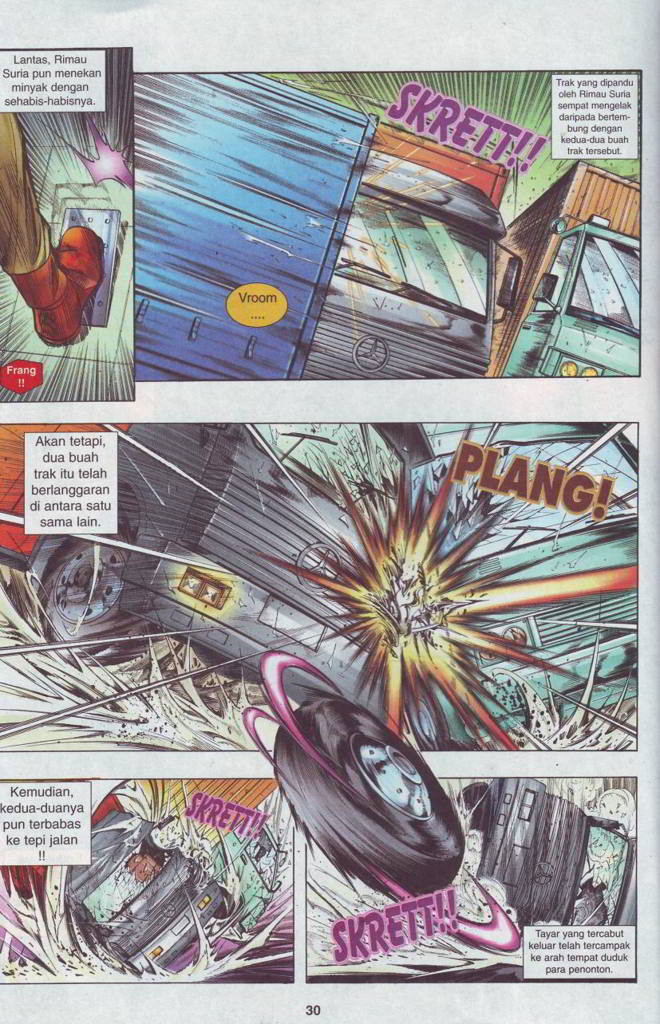 Lantas, Rimau
Suria pun menekan
minyak dengan
sehabis-habisnya.
Frang
!!
Vroom
....
SKRETT!!
Trak yang dipandu
oleh Rimau Suria
sempat mengelak
daripada bertem-
bung dengan
kedua-dua buah
trak tersebut.
Akan tetapi,
dua buah
trak itu telah
berlanggaran
di antara satu
sama lain.
PLANG!
Kemudian,
kedua-duanya
pun terbabas
ke tepi jalan
!!
SKRETT!!
SKRETT!!
Tayar yang tercabut
keluar telah tercampak
ke arah tempat duduk
para penonton.
30